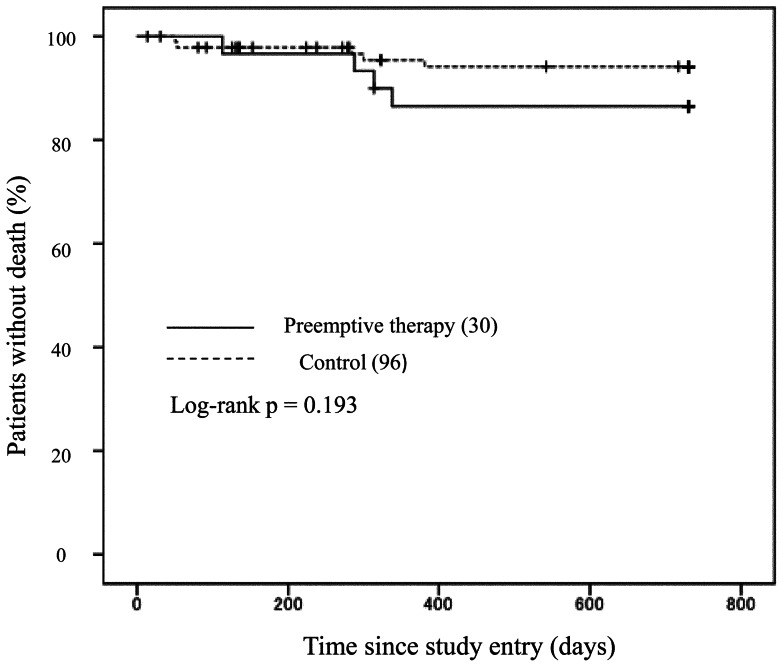 100
80
60
40
20
0
Patients without death (%)
Preemptive therapy (30)
Control (96)
Log-rank p = 0.193
0 200 400 600 800
Time since study entry (days)